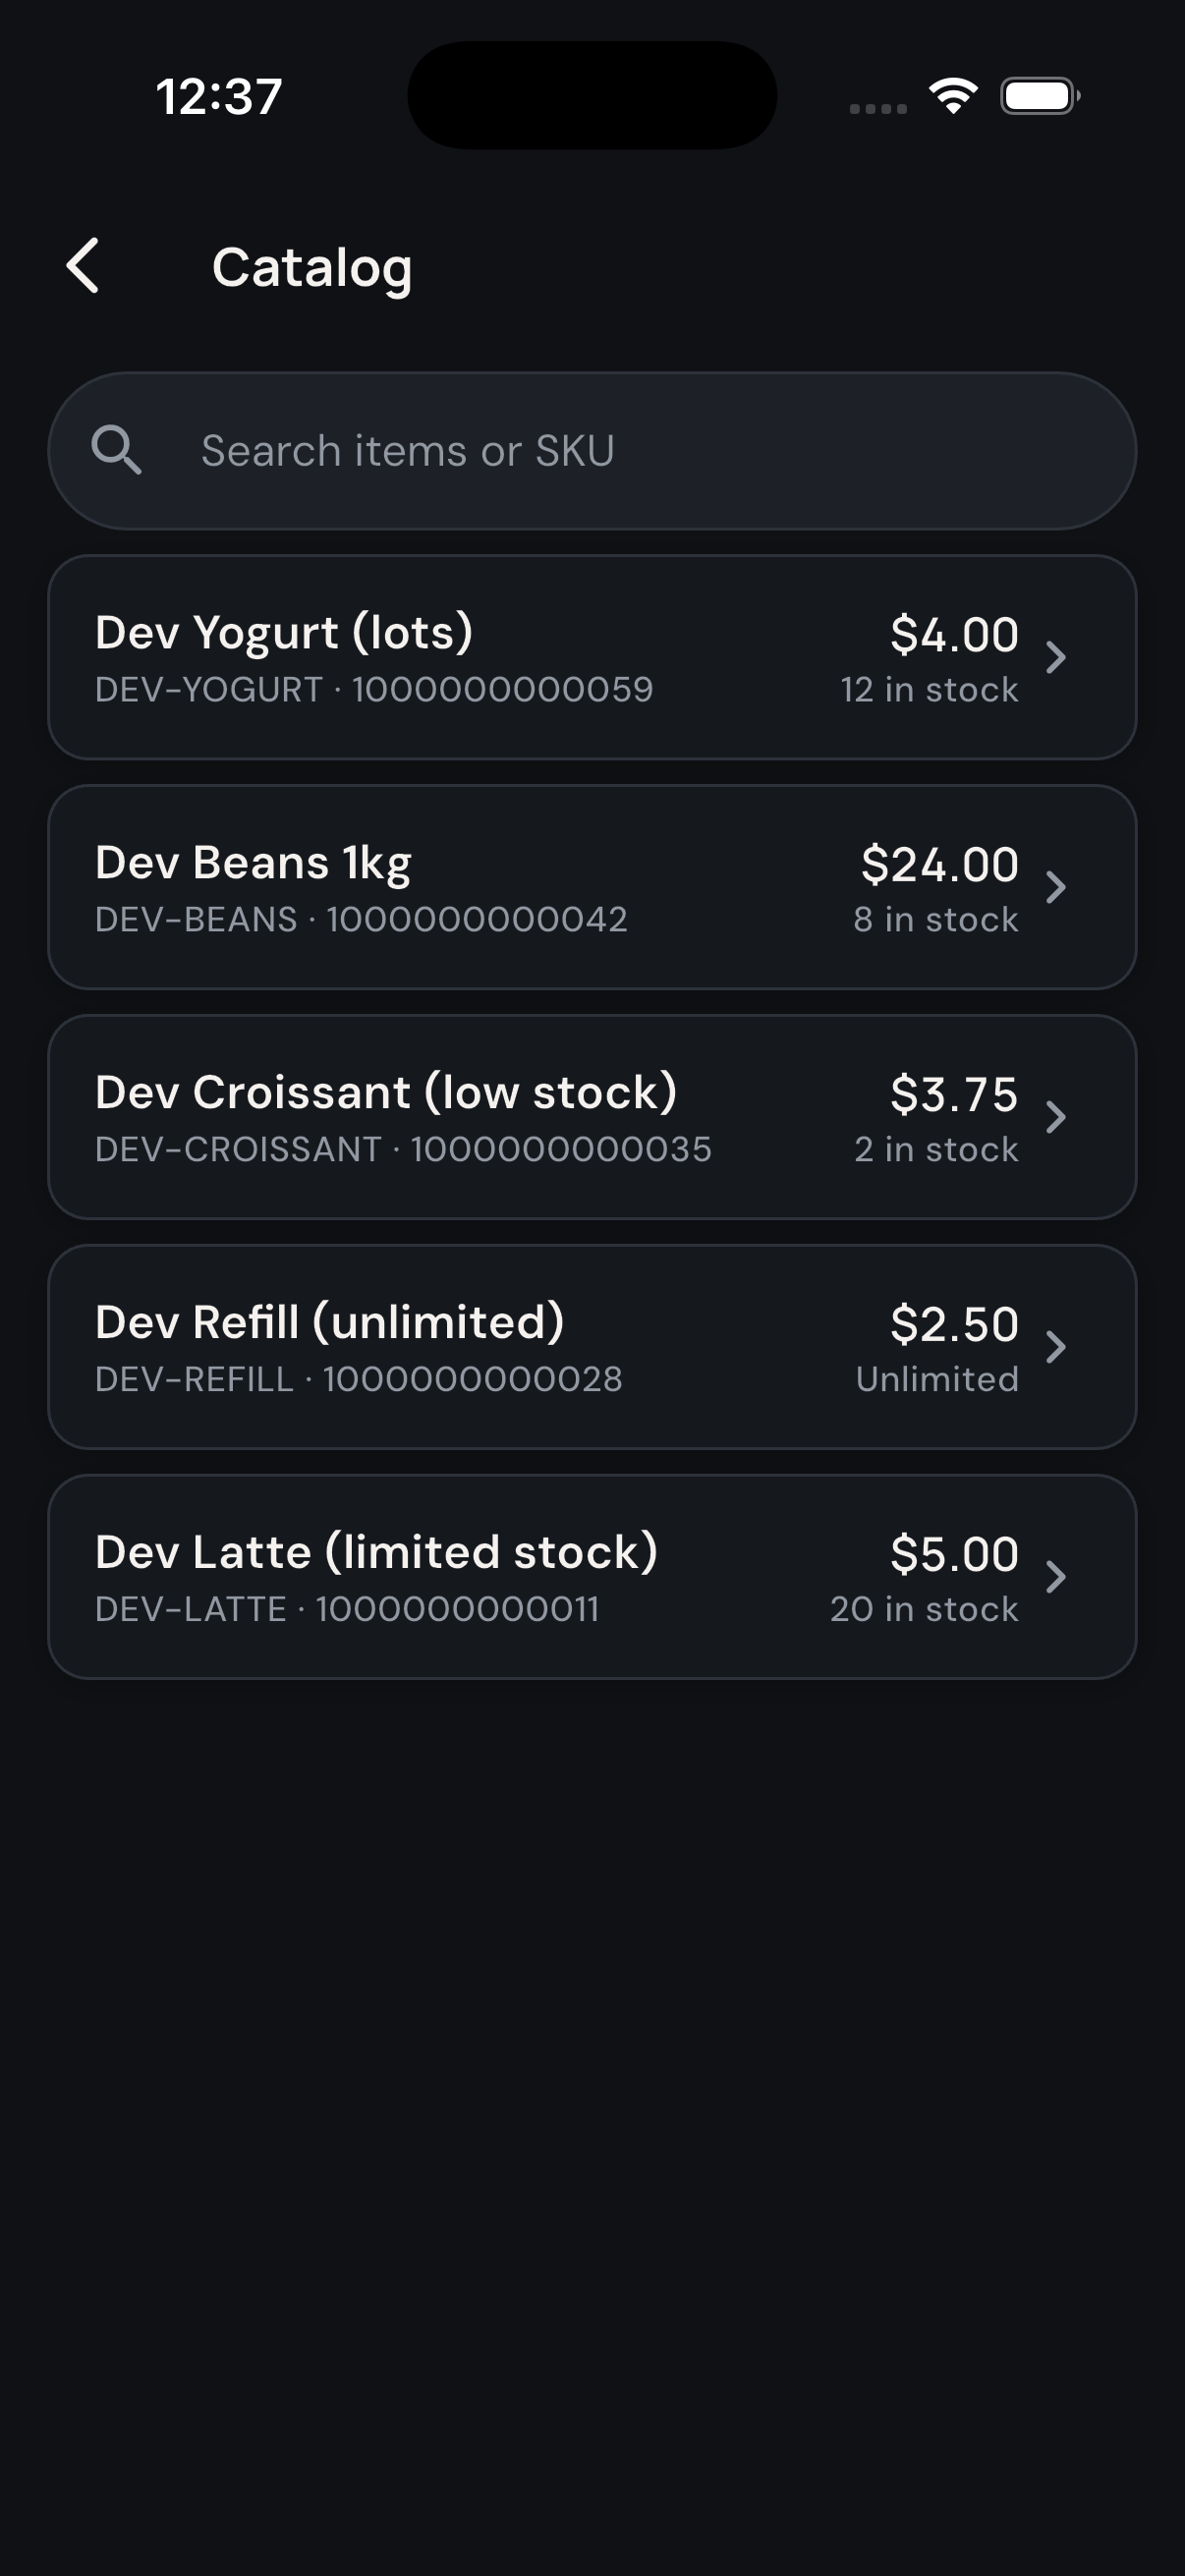 12:37
Catalog
Search items or SKU
Dev Yogurt (lots)
$4.00
DEV-YOGURT · 1000000000059
12 in stock
Dev Beans 1kg
$24.00
DEV-BEANS · 1000000000042
8 in stock
Dev Croissant (low stock)
$3.75
DEV-CROISSANT · 1000000000035
2 in stock
Dev Refill (unlimited)
$2.50
DEV-REFILL · 1000000000028
Unlimited
Dev Latte (limited stock)
$5.00
DEV-LATTE · 1000000000011
20 in stock